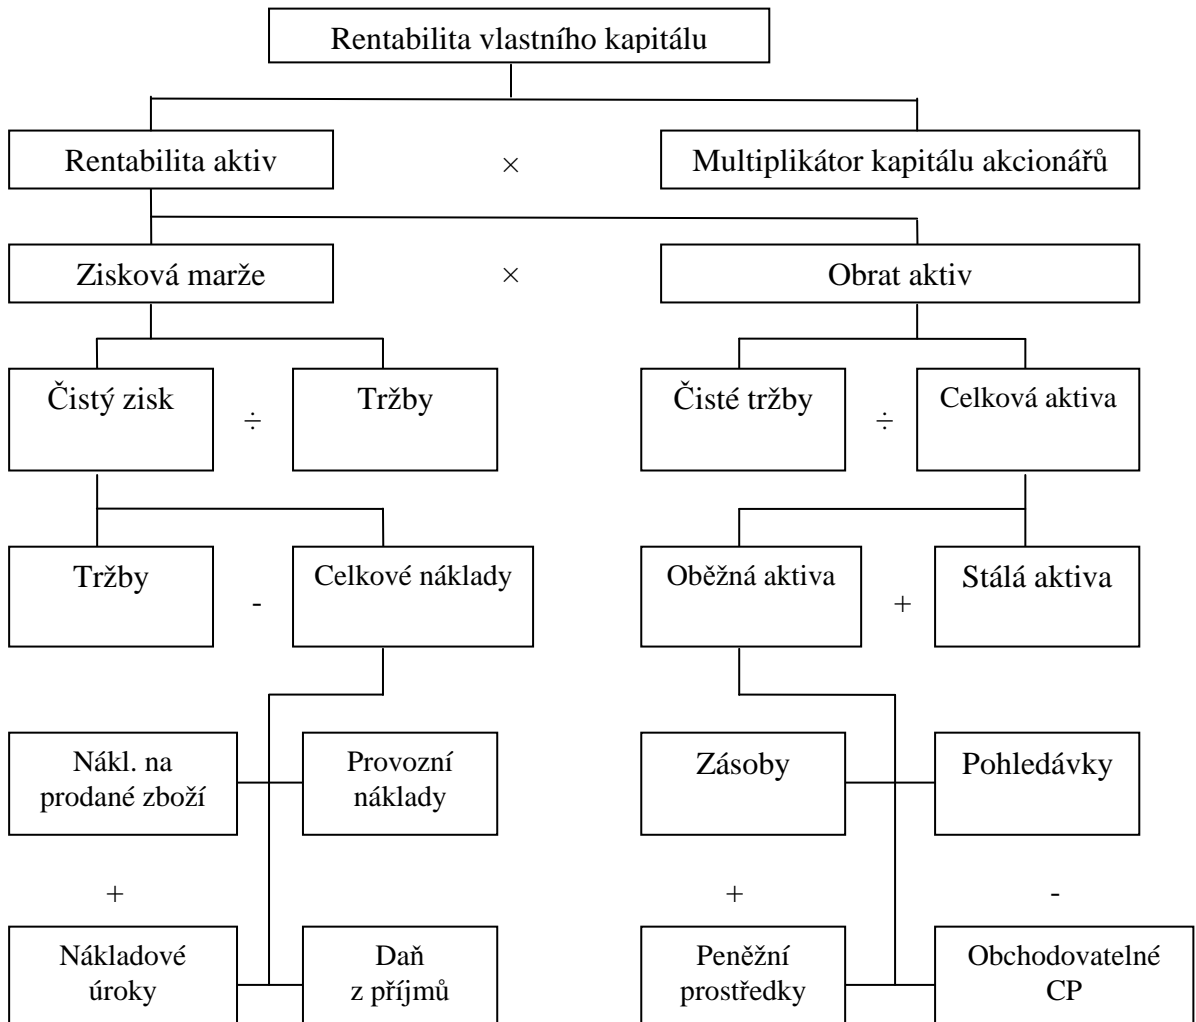 Rentabilita vlastního kapitálu
Rentabilita aktiv
×
Multiplikátor kapitálu akcionářů
Zisková marže
×
Obrat aktiv
Čistý zisk
÷
Tržby
Čisté tržby
÷
Celková aktiva
Tržby
-
Celkové náklady
Oběžná aktiva
+
Stálá aktiva
Nákl. na
prodané zboží
Provozní
náklady
Zásoby
Pohledávky
+
+
-
Nákladové
úroky
Daň
z příjmů
Peněžní
prostředky
Obchodovatelné
CP